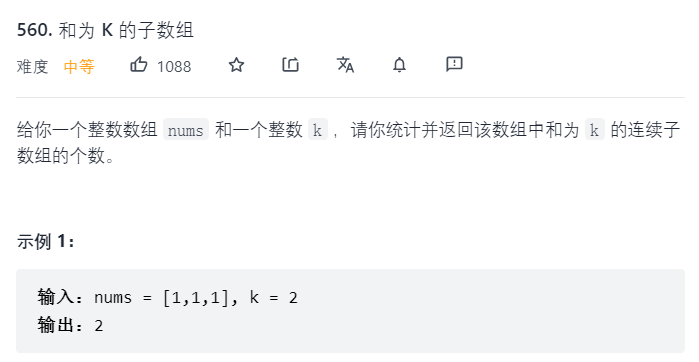 560. 和为 K 的子数组
难度 中等 1088
给你一个整数数组 nums 和一个整数 k ，请你统计并返回该数组中和为 k 的连续子
数组的个数。
示例 1：
输入：nums = [1,1,1], k = 2
输出：2